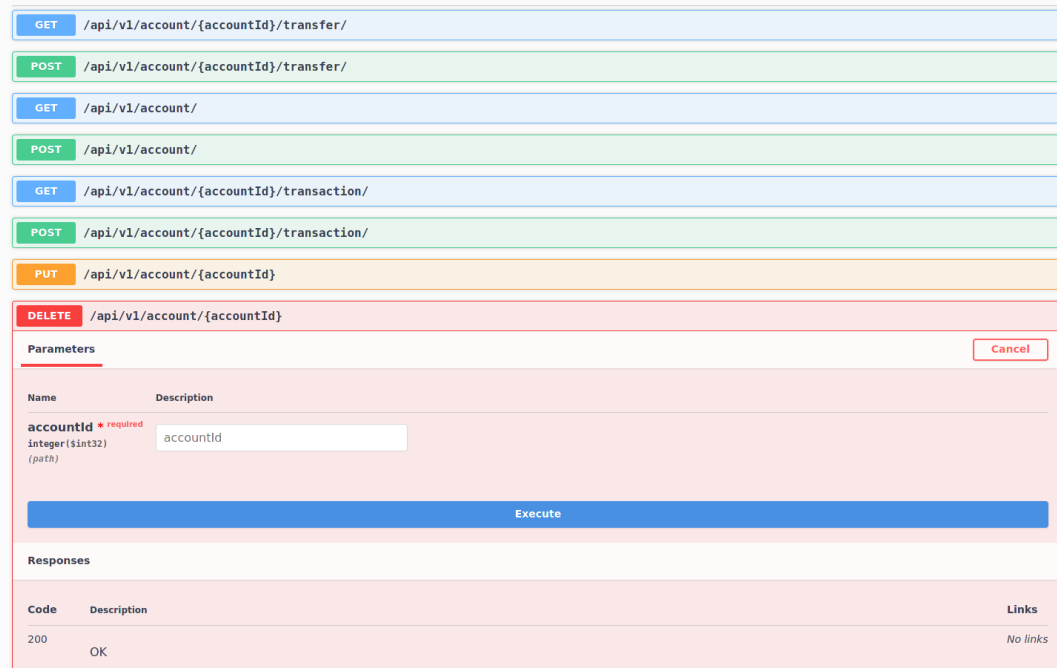 GET /api/v1/account/{accountId}/transfer/
POST /api/v1/account/{accountId}/transfer/
GET /api/v1/account/
POST /api/v1/account/
GET /api/v1/account/{accountId}/transaction/
POST /api/v1/account/{accountId}/transaction/
PUT /api/v1/account/{accountId}
DELETE /api/v1/account/{accountId}
Parameters Cancel
Name Description
accountId * required
integer($int32)
(path)
accountId
Execute
Responses
Code Description Links
200 No links
OK